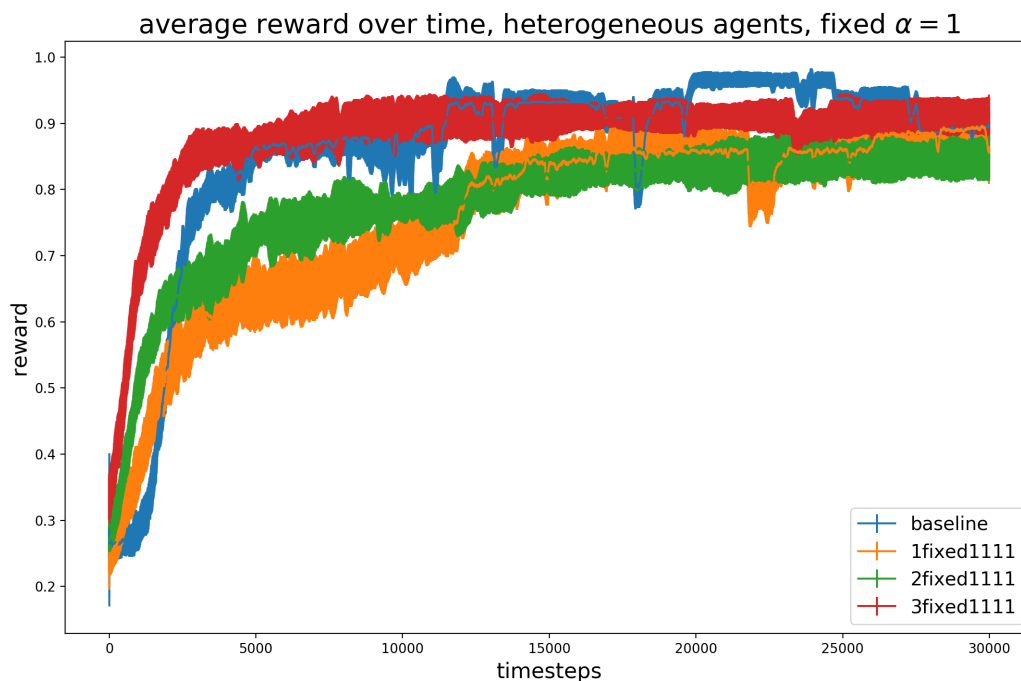 average reward over time, heterogeneous agents, fixed α = 1
1.0
0.9
0.8
0.7
0.6
0.5
0.4
0.3
0.2
reward
0 5000 10000 15000 20000 25000 30000
timesteps
baseline
1fixed1111
2fixed1111
3fixed1111